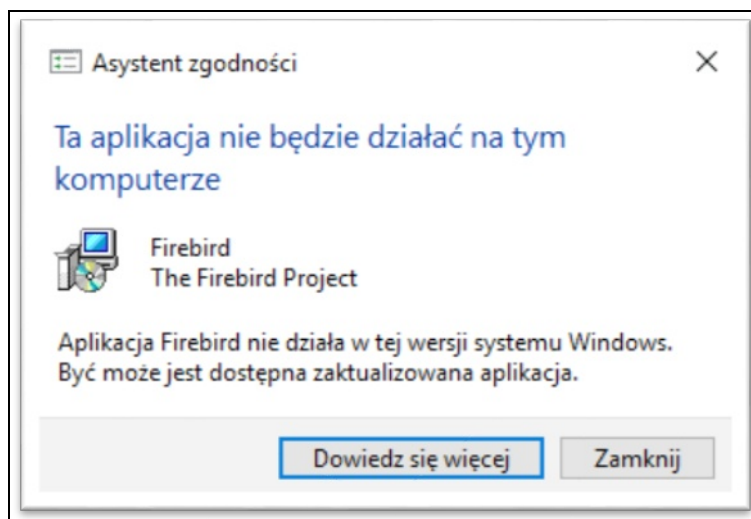 Asystent zgodności
Ta aplikacja nie będzie działać na tym
komputerze
Firebird
The Firebird Project
Aplikacja Firebird nie działa w tej wersji systemu Windows.
Być może jest dostępna zaktualizowana aplikacja.
Dowiedz się więcej
Zamknij